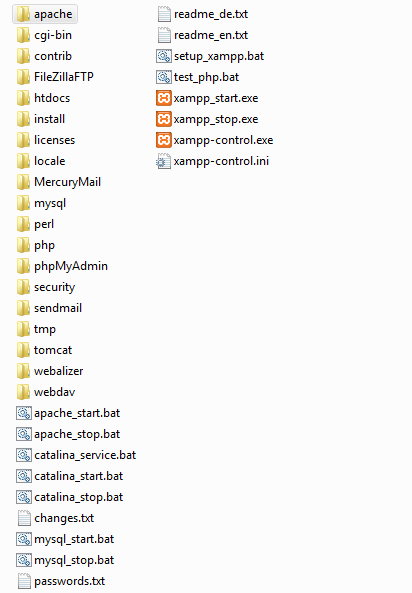 apache
cgi-bin
contrib
FileZillaFTP
htdocs
install
licenses
locale
MercuryMail
mysql
perl
php
phpMyAdmin
security
sendmail
tmp
tomcat
webalizer
webdav
apache_start.bat
apache_stop.bat
catalina_service.bat
catalina_start.bat
catalina_stop.bat
changes.txt
mysql_start.bat
mysql_stop.bat
passwords.txt
readme_de.txt
readme_en.txt
setup_xampp.bat
test_php.bat
xampp_start.exe
xampp_stop.exe
xampp-control.exe
xampp-control.ini